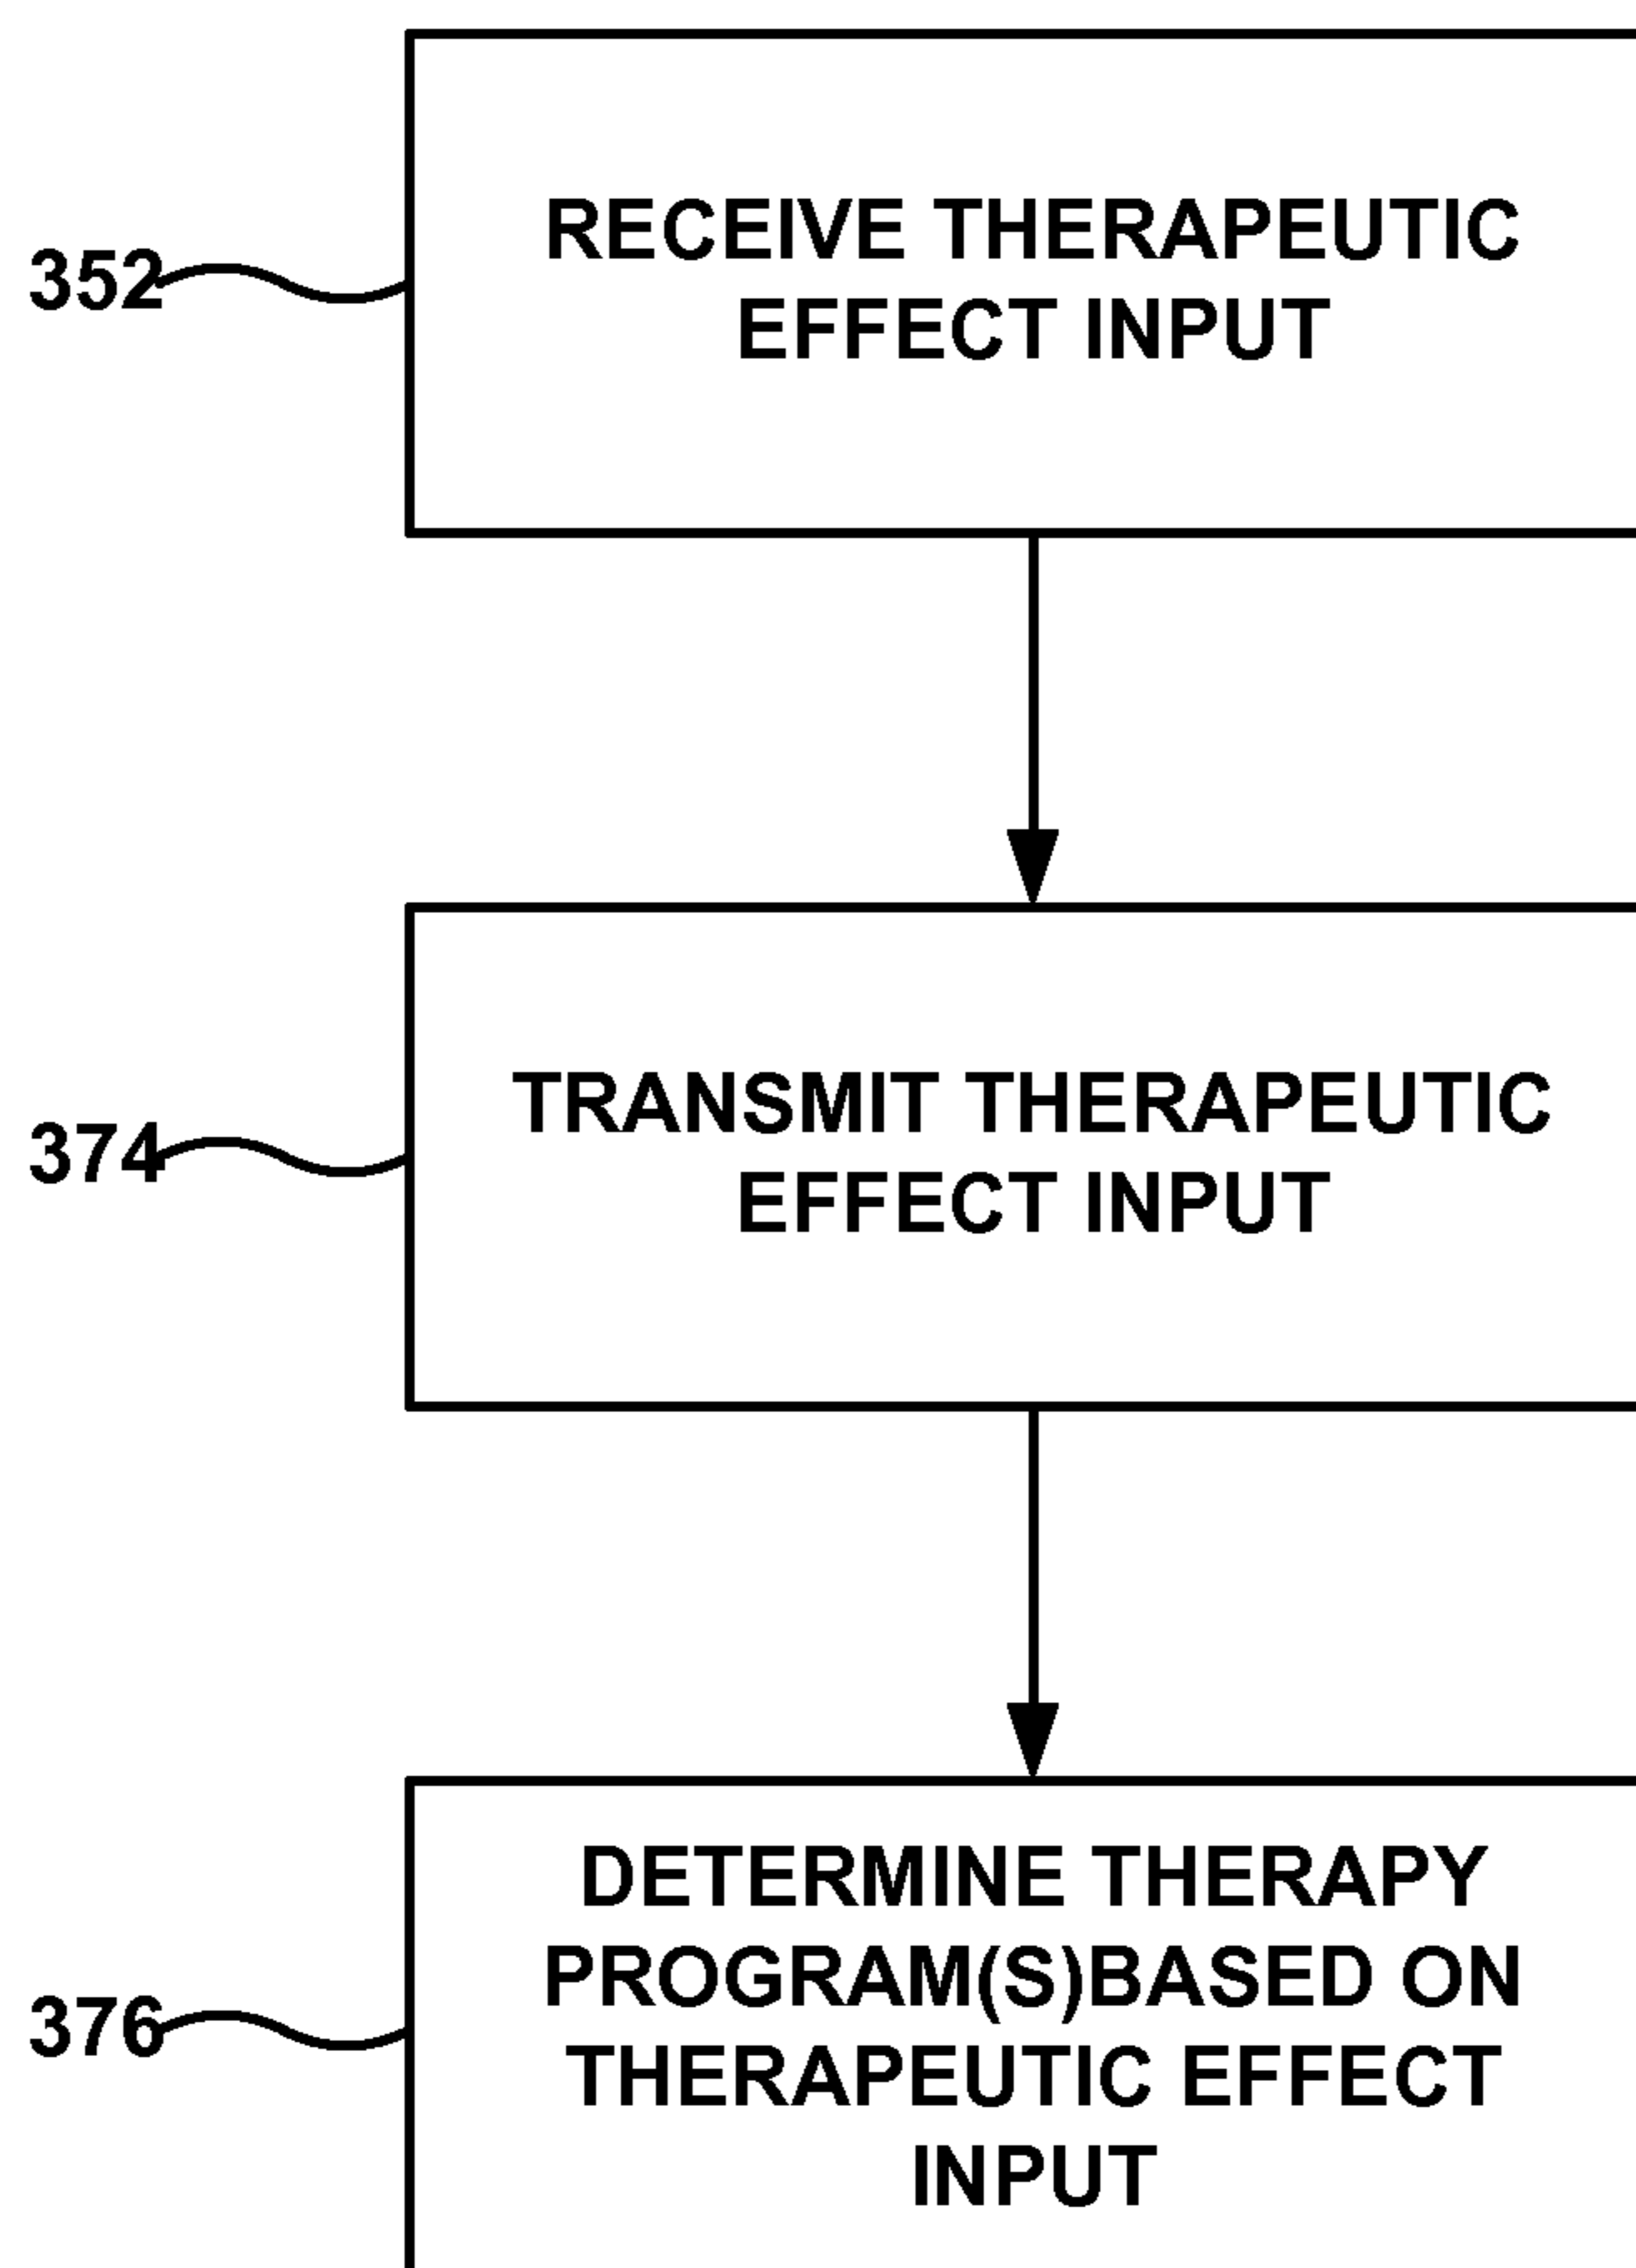 352
RECEIVE THERAPEUTIC
EFFECT INPUT
374
TRANSMIT THERAPEUTIC
EFFECT INPUT
376
DETERMINE THERAPY
PROGRAM(S)BASED ON
THERAPEUTIC EFFECT
INPUT